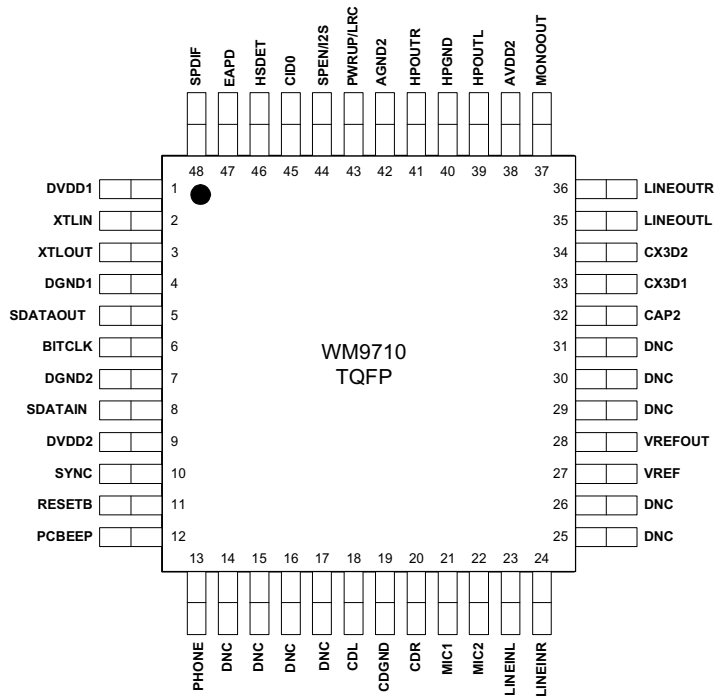 SPDIF
EAPD
HSDET
CID0
SPEN/I2S
PWRUP/LRC
AGND2
HPOUTR
HPGND
HPOUTL
AVDD2
MONOOUT
48 47 46 45 44 43 42 41 40 39 38 37
DVDD1 1
XTLIN 2
XTLOUT 3
DGND1 4
SDATAOUT 5
BITCLK 6
DGND2 7
SDATAIN 8
DVDD2 9
SYNC 10
RESETB 11
PCBEEP 12
WM9710
TQFP
36 LINEOUTR
35 LINEOUTL
34 CX3D2
33 CX3D1
32 CAP2
31 DNC
30 DNC
29 DNC
28 VREFOUT
27 VREF
26 DNC
25 DNC
13 14 15 16 17 18 19 20 21 22 23 24
PHONE
DNC
DNC
DNC
DNC
CDL
CDGND
CDR
MIC1
MIC2
LINEINL
LINEINR